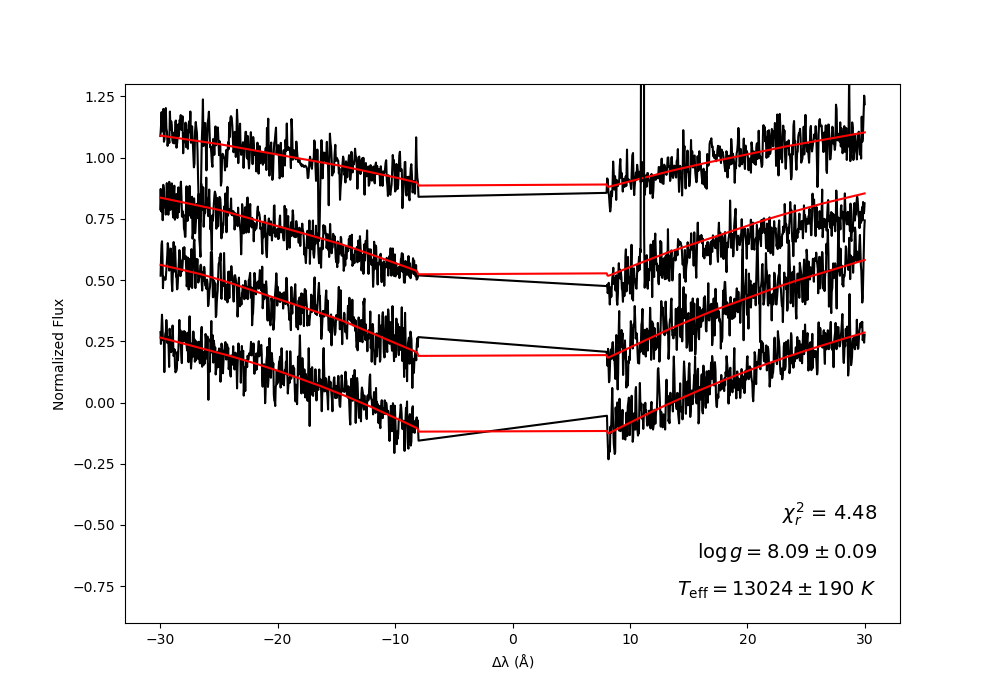 1.25
1.00
0.75
0.50
0.25
0.00
−0.25
−0.50
−0.75
Normalized Flux
χ²ᵣ = 4.48
log g = 8.09 ± 0.09
T_eff = 13024 ± 190 K
−30 −20 −10 0 10 20 30
Δλ (Å)